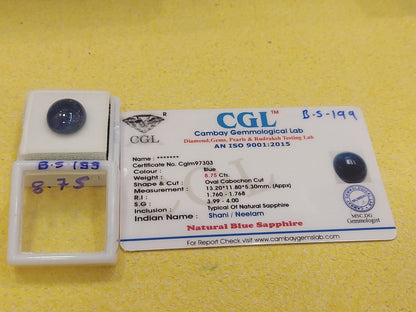 CGL™
B.S-199
Cambay Gemmological Lab
Diamond,Gems, Pearls & Rudraksh Testing Lab
AN ISO 9001:2015
R
CGL
Name : *******
Certificate No. Cglm97303
Colour : Blue
Weight : 8.75 Cts.
Shape & Cut : Oval Cabochon Cut
Measurement : 13.20*11.80*5.30mm. (Appx)
R.I : 1.760 - 1.768
S.G : 3.99 - 4.00
Inclusion : Typical Of Natural Sapphire
Indian Name : Shani / Neelam
Natural Blue Sapphire
For Report Check Visit : www.cambaygemslab.com
MSC,DG
Gemmologist
B.S 199
8.75